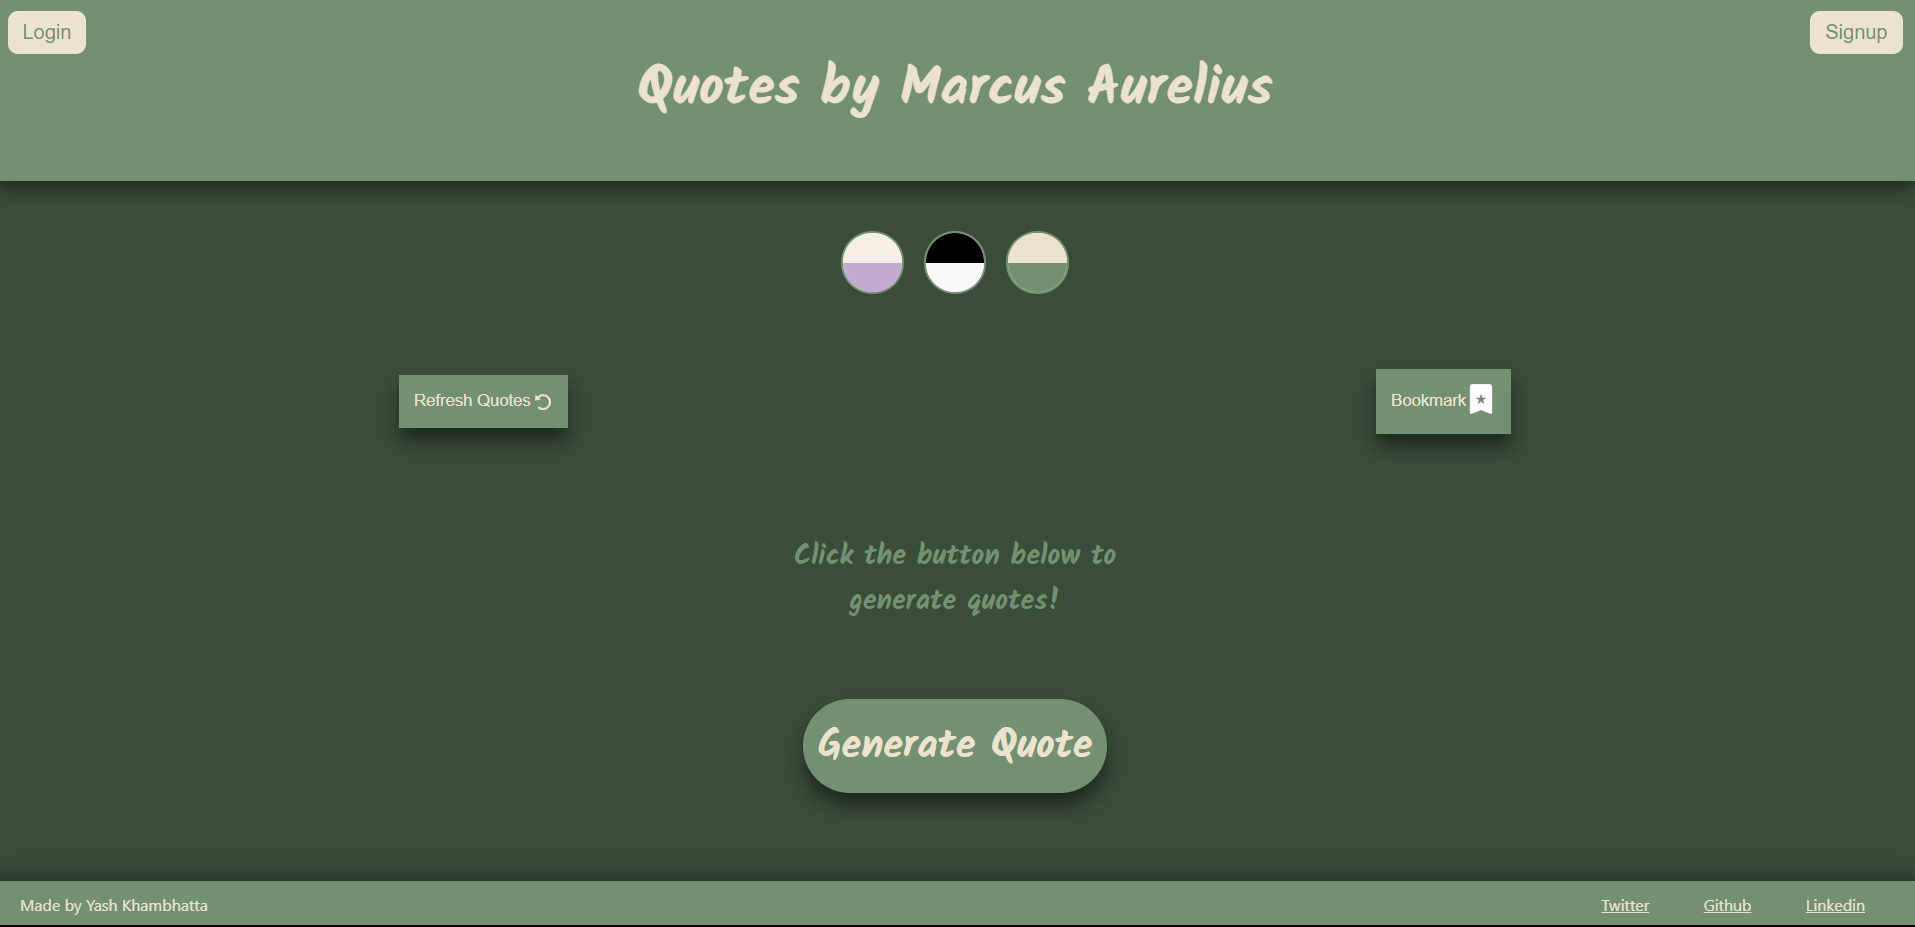 Login
Signup
Quotes by Marcus Aurelius
Refresh Quotes
Bookmark
Click the button below to
generate quotes!
Generate Quote
Made by Yash Khambhatta
Twitter
Github
Linkedin